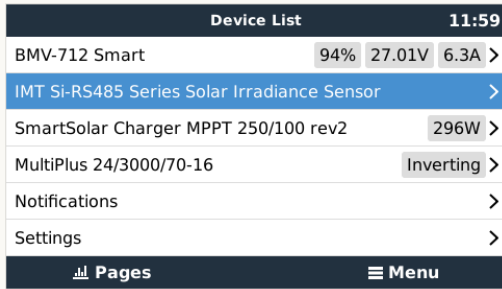 Device List 11:59
BMV-712 Smart 94% 27.01V 6.3A
IMT Si-RS485 Series Solar Irradiance Sensor
SmartSolar Charger MPPT 250/100 rev2 296W
MultiPlus 24/3000/70-16 Inverting
Notifications
Settings
Pages Menu